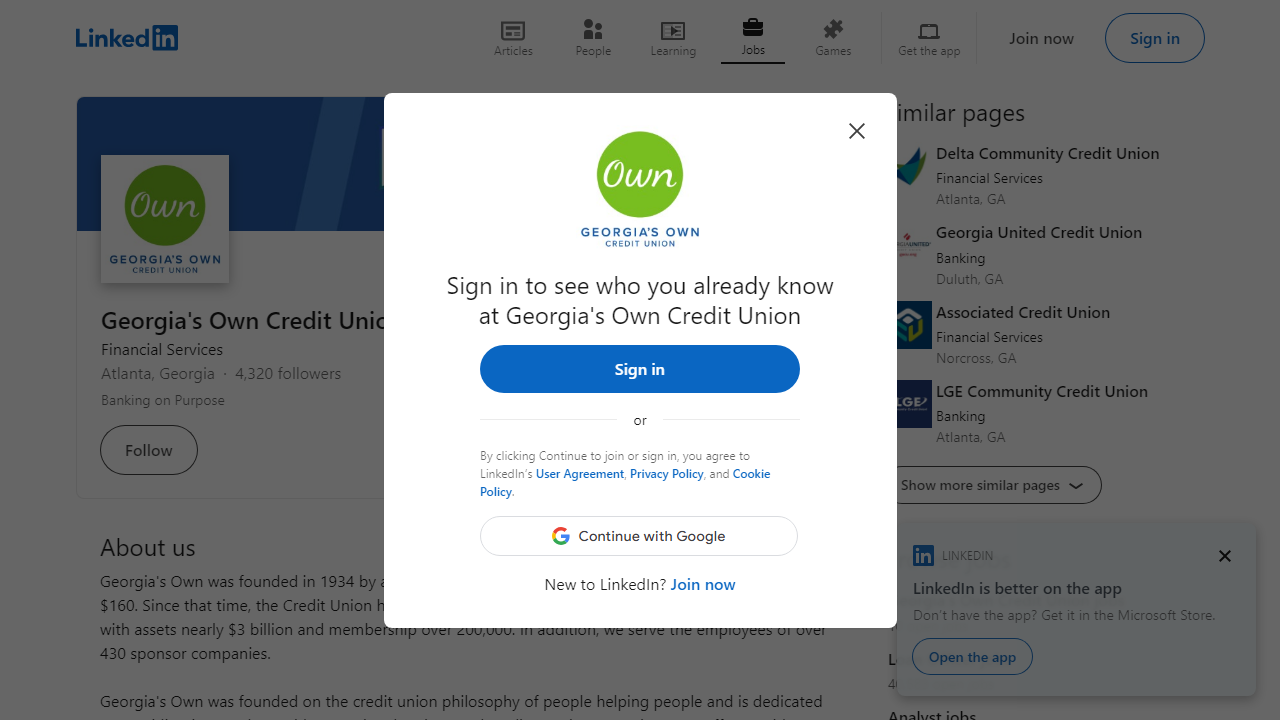 LinkedIn
Articles
People
Learning
Jobs
Games
Get the app
Join now
Sign in
Own
GEORGIA'S OWN
CREDIT UNION
Georgia's Own Credit Unio
Financial Services
Atlanta, Georgia · 4,320 followers
Banking on Purpose
Follow
About us
Georgia's Own was founded in 1934 by a
$160. Since that time, the Credit Union h
with assets nearly $3 billion and membership over 200,000. In addition, we serve the employees of over
430 sponsor companies.
Georgia's Own was founded on the credit union philosophy of people helping people and is dedicated
Own
GEORGIA'S OWN
CREDIT UNION
Sign in to see who you already know
at Georgia's Own Credit Union
Sign in
or
By clicking Continue to join or sign in, you agree to
LinkedIn's User Agreement, Privacy Policy, and Cookie
Policy.
Continue with Google
New to LinkedIn? Join now
imilar pages
Delta Community Credit Union
Financial Services
Atlanta, GA
Georgia United Credit Union
Banking
Duluth, GA
Associated Credit Union
Financial Services
Norcross, GA
LGE
LGE Community Credit Union
Banking
Atlanta, GA
Show more similar pages
LINKEDIN
LinkedIn is better on the app
Don't have the app? Get it in the Microsoft Store.
Open the app
Analyst jobs